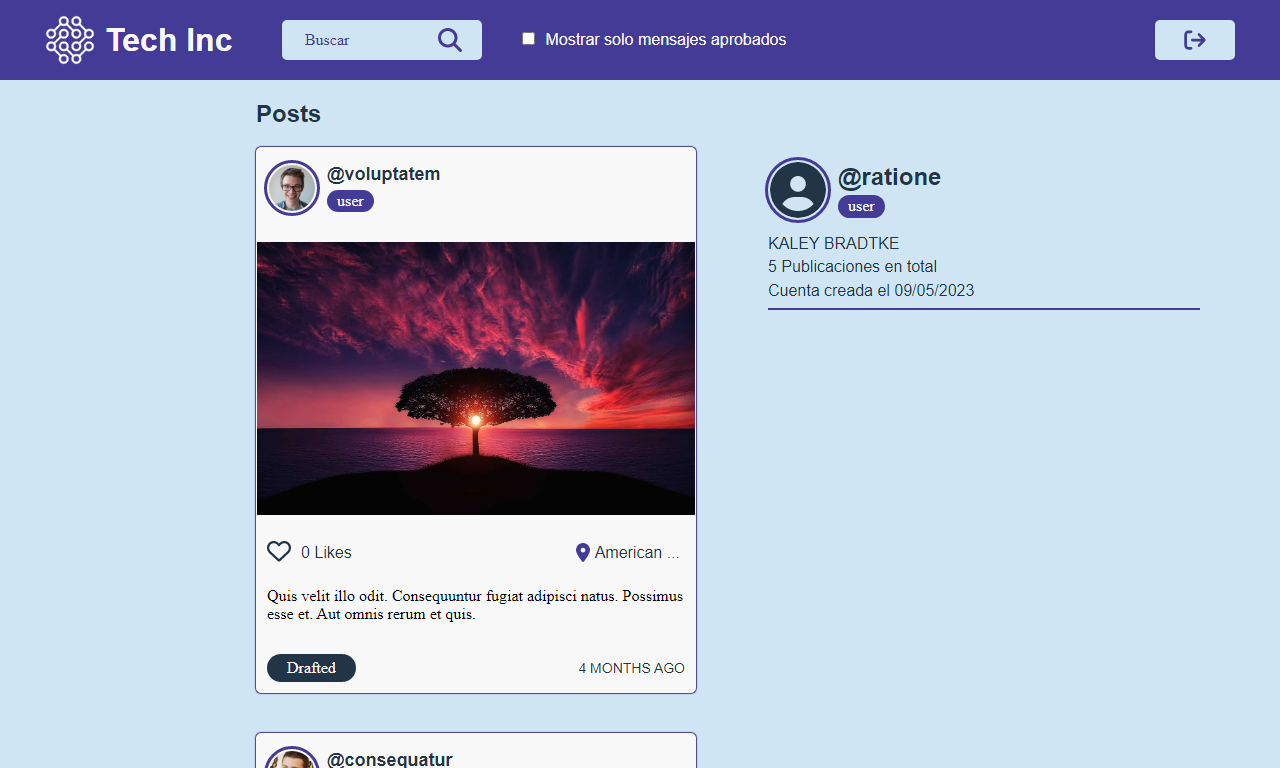 Tech Inc
Buscar
Mostrar solo mensajes aprobados
Posts
@voluptatem
user
0 Likes
American ...
Quis velit illo odit. Consequuntur fugiat adipisci natus. Possimus
esse et. Aut omnis rerum et quis.
Drafted
4 MONTHS AGO
@consequatur
@ratione
user
KALEY BRADTKE
5 Publicaciones en total
Cuenta creada el 09/05/2023